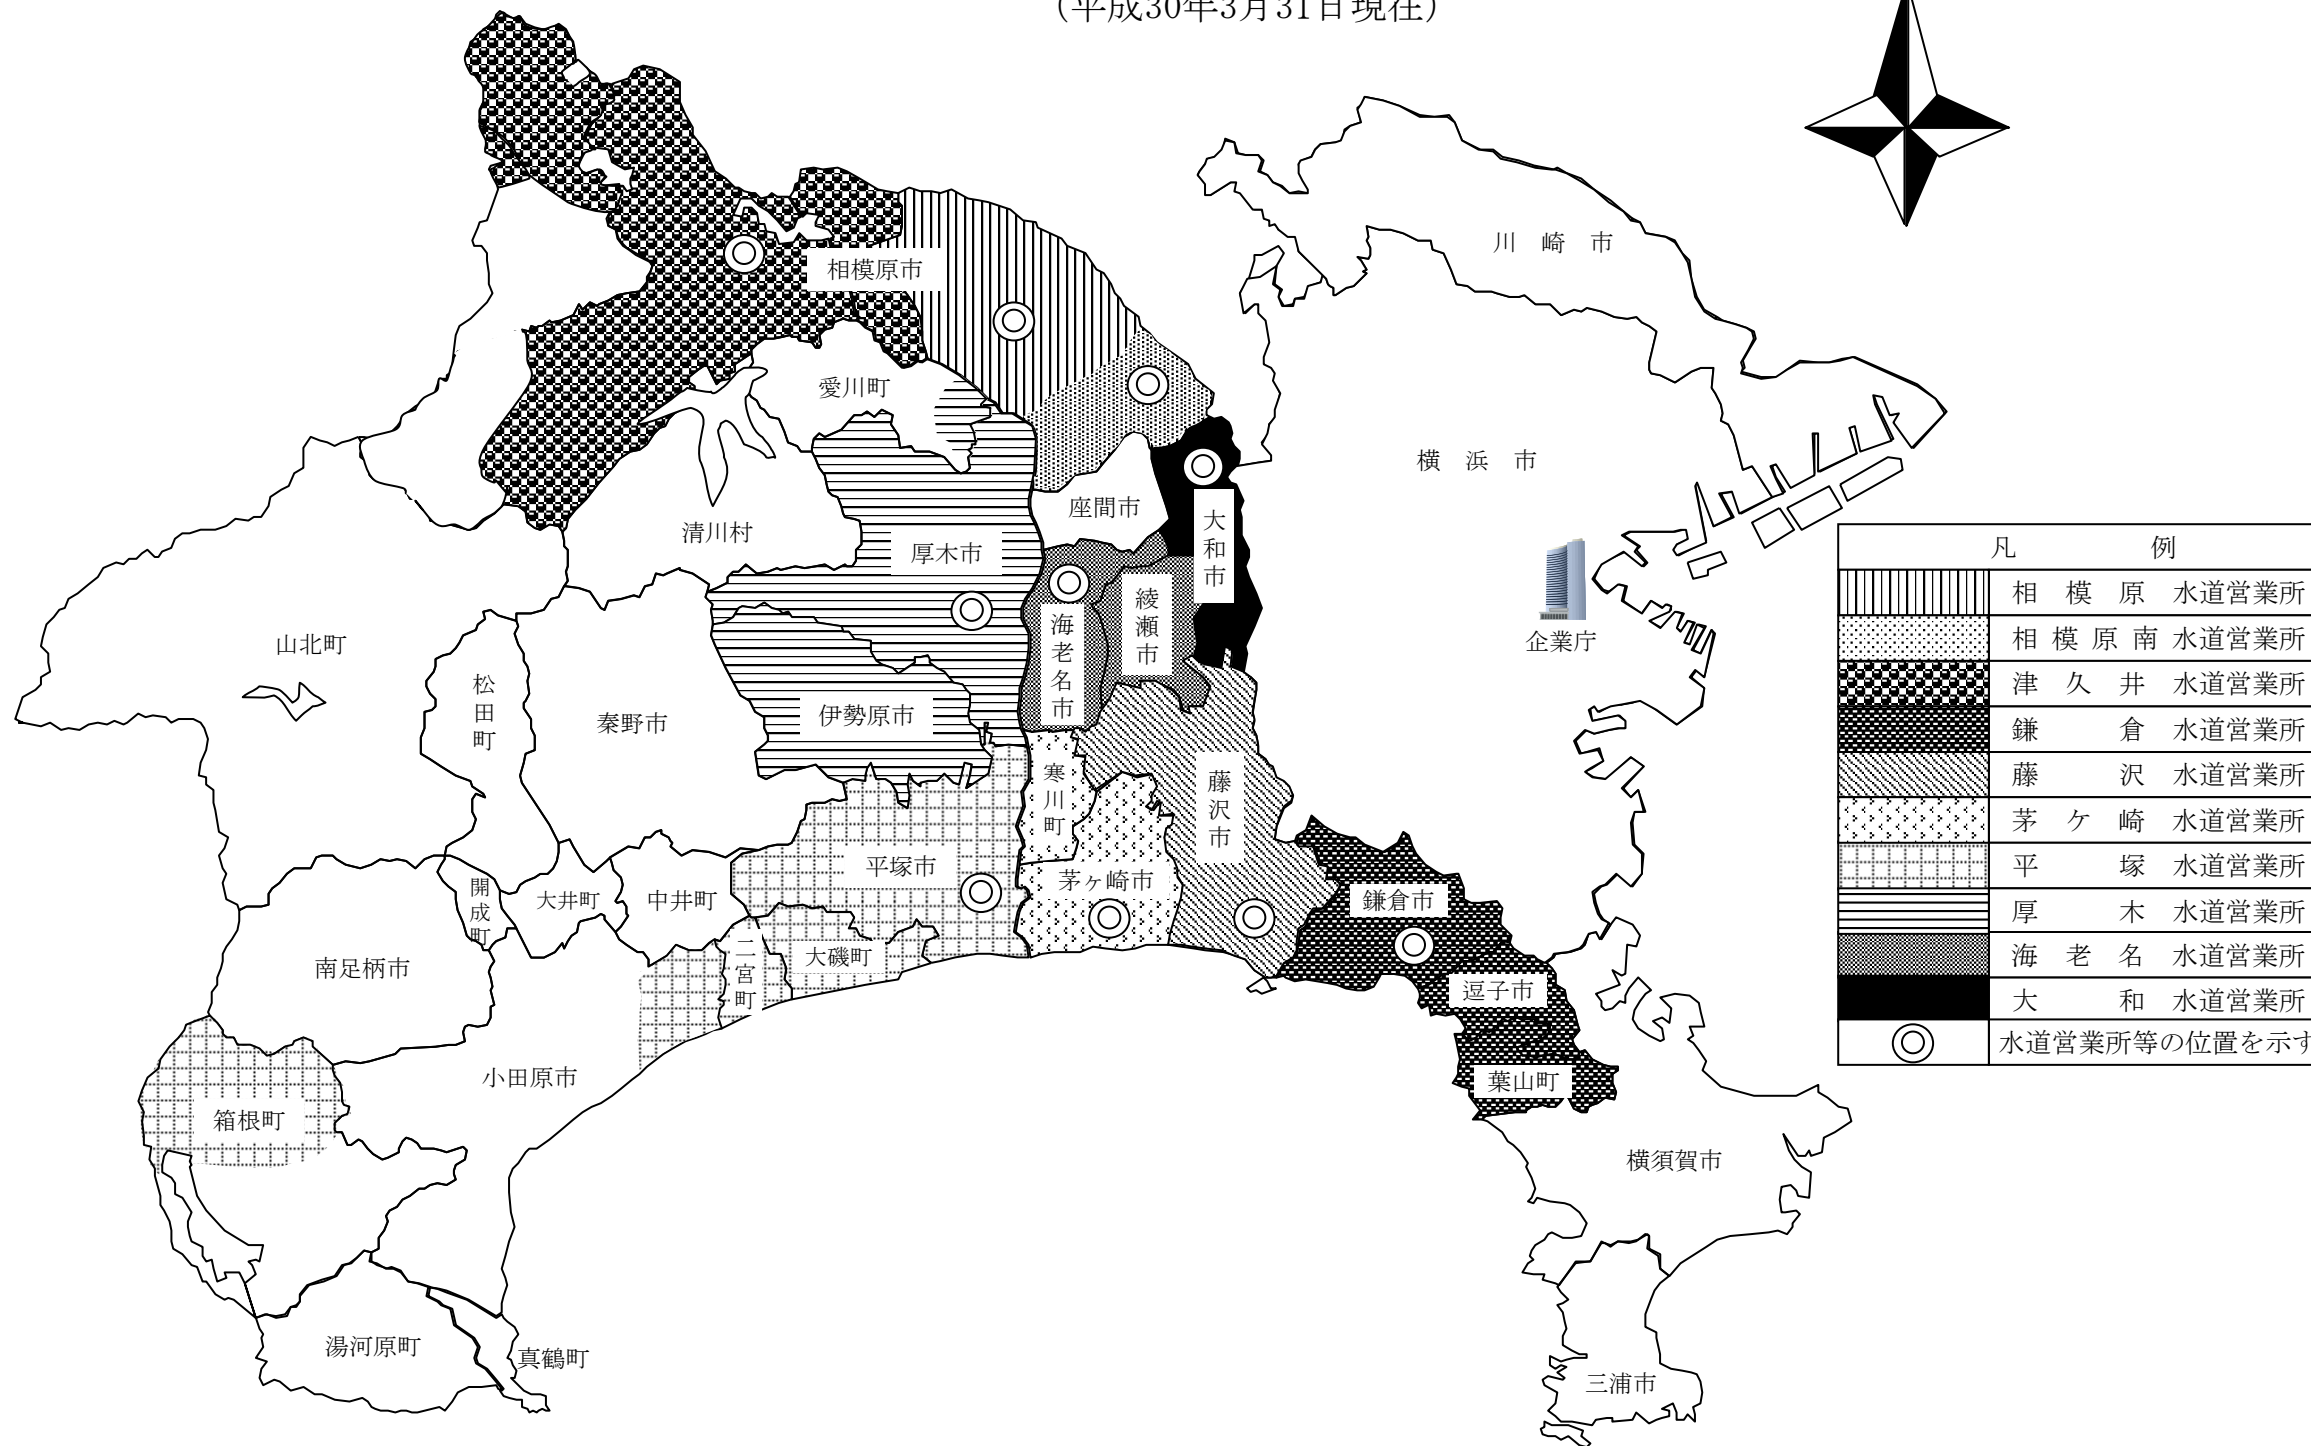 （平成30年3月31日現在）
川崎市
相模原市
愛川町
横浜市
座間市
大和市
清川村
厚木市
綾瀬市
海老名市
企業庁
山北町
松田町
秦野市
伊勢原市
寒川町
藤沢市
平塚市
茅ヶ崎市
開成町
大井町
中井町
鎌倉市
二宮町
大磯町
南足柄市
逗子市
小田原市
葉山町
箱根町
横須賀市
湯河原町
真鶴町
三浦市
凡例
相模原水道営業所
相模原南水道営業所
津久井水道営業所
鎌倉水道営業所
藤沢水道営業所
茅ケ崎水道営業所
平塚水道営業所
厚木水道営業所
海老名水道営業所
大和水道営業所
水道営業所等の位置を示す